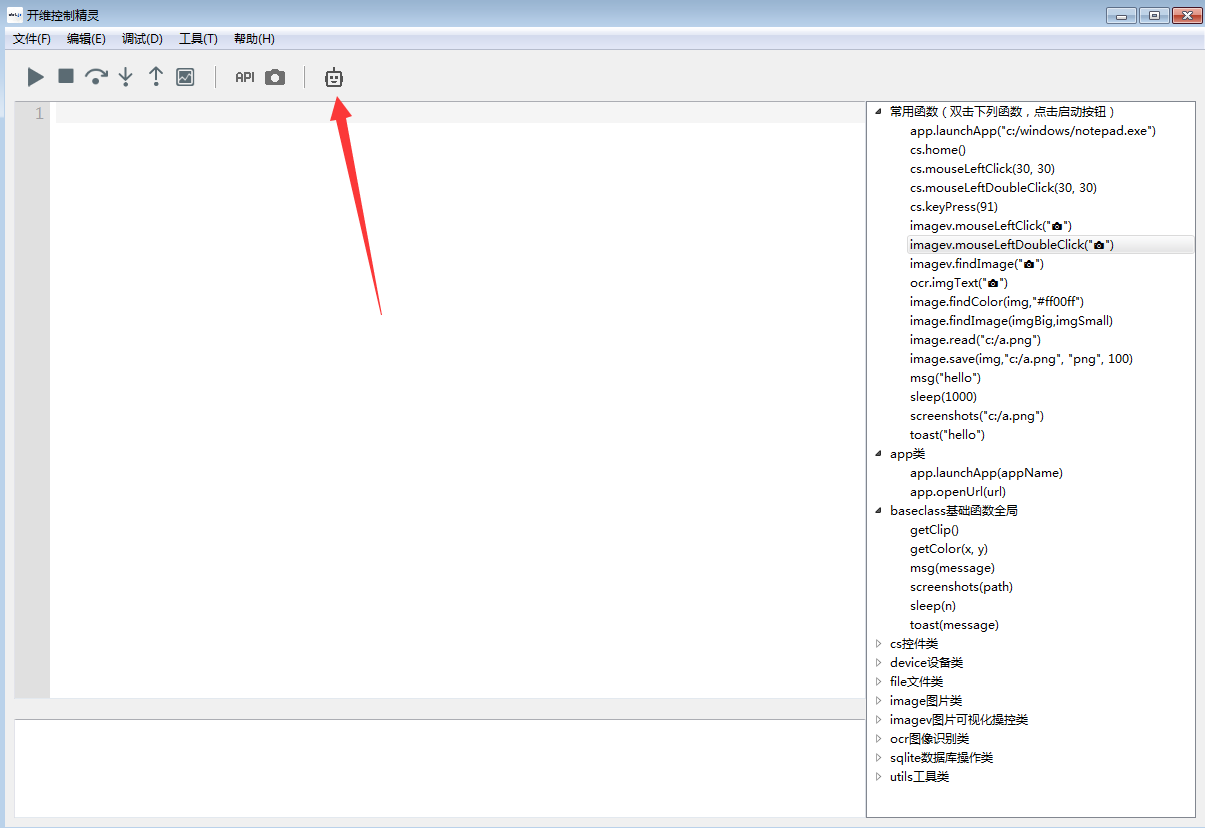 开维控制精灵
文件(F) 编辑(E) 调试(D) 工具(T) 帮助(H)
API
1
常用函数（双击下列函数，点击启动按钮）
app.launchApp("c:/windows/notepad.exe")
cs.home()
cs.mouseLeftClick(30, 30)
cs.mouseLeftDoubleClick(30, 30)
cs.keyPress(91)
imagev.mouseLeftClick("")
imagev.mouseLeftDoubleClick("")
imagev.findImage("")
ocr.imgText("")
image.findColor(img,"#ff00ff")
image.findImage(imgBig,imgSmall)
image.read("c:/a.png")
image.save(img,"c:/a.png", "png", 100)
msg("hello")
sleep(1000)
screenshots("c:/a.png")
toast("hello")
app类
app.launchApp(appName)
app.openUrl(url)
baseclass基础函数全局
getClip()
getColor(x, y)
msg(message)
screenshots(path)
sleep(n)
toast(message)
cs控件类
device设备类
file文件类
image图片类
imagev图片可视化操控类
ocr图像识别类
sqlite数据库操作类
utils工具类